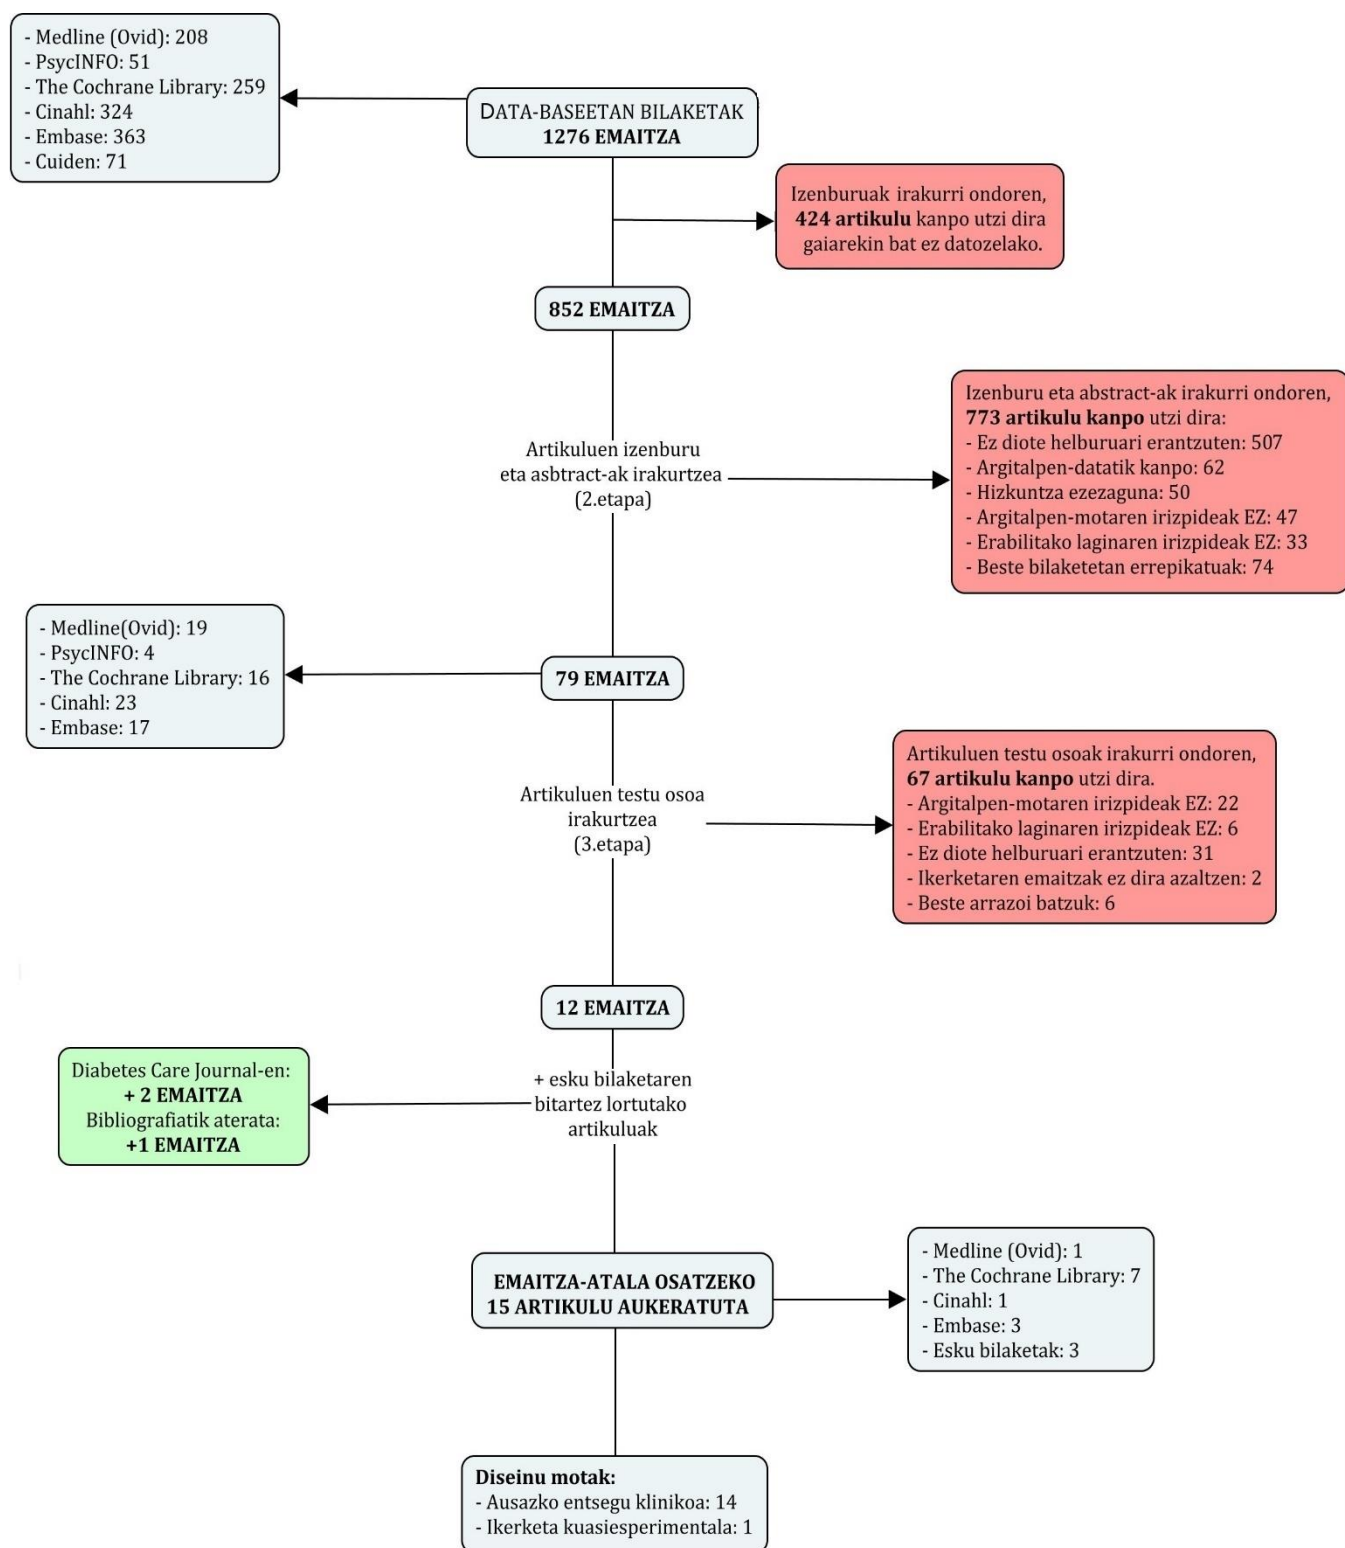 - Medline (Ovid): 208
- PsycINFO: 51
- The Cochrane Library: 259
- Cinahl: 324
- Embase: 363
- Cuiden: 71
DATA-BASEETAN BILAKETAK
1276 EMAITZA
Izenburuak irakurri ondoren,
424 artikulu kanpo utzi dira
gaiarekin bat ez datozelako.
852 EMAITZA
Artikuluen izenburu
eta asbtract-ak irakurtzea
(2.etapa)
Izenburu eta abstract-ak irakurri ondoren,
773 artikulu kanpo utzi dira:
- Ez diote helburuari erantzuten: 507
- Argitalpen-datatik kanpo: 62
- Hizkuntza ezezaguna: 50
- Argitalpen-motaren irizpideak EZ: 47
- Erabilitako laginaren irizpideak EZ: 33
- Beste bilaketetan errepikatuak: 74
- Medline(Ovid): 19
- PsycINFO: 4
- The Cochrane Library: 16
- Cinahl: 23
- Embase: 17
79 EMAITZA
Artikuluen testu osoa
irakurtzea
(3.etapa)
Artikuluen testu osoak irakurri ondoren,
67 artikulu kanpo utzi dira.
- Argitalpen-motaren irizpideak EZ: 22
- Erabilitako laginaren irizpideak EZ: 6
- Ez diote helburuari erantzuten: 31
- Ikerketaren emaitzak ez dira azaltzen: 2
- Beste arrazoi batzuk: 6
12 EMAITZA
Diabetes Care Journal-en:
+ 2 EMAITZA
Bibliografiatik aterata:
+1 EMAITZA
+ esku bilaketaren
bitartez lortutako
artikuluak
EMAITZA-ATALA OSATZEKO
15 ARTIKULU AUKERATUTA
- Medline (Ovid): 1
- The Cochrane Library: 7
- Cinahl: 1
- Embase: 3
- Esku bilaketak: 3
Diseinu motak:
- Ausazko entsegu klinikoa: 14
- Ikerketa kuasiesperimentala: 1